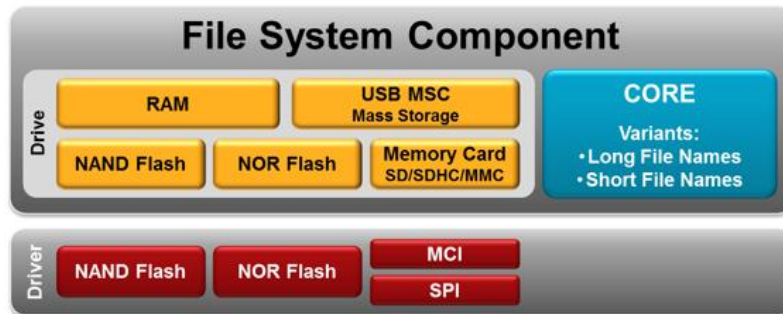 File System Component
Drive
RAM
USB MSC
Mass Storage
NAND Flash
NOR Flash
Memory Card
SD/SDHC/MMC
CORE
Variants:
• Long File Names
• Short File Names
Driver
NAND Flash
NOR Flash
MCI
SPI